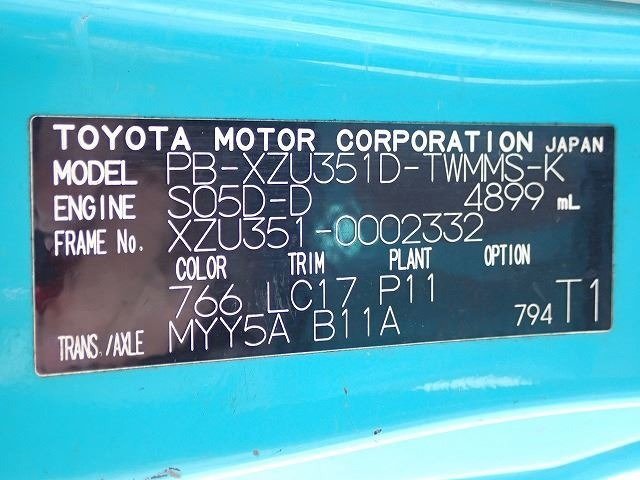 TOYOTA MOTOR CORPORATION JAPAN
MODEL PB-XZU351D-TWMMS-K
ENGINE S05D-D 4899 mL
FRAME No. XZU351-0002332
COLOR TRIM PLANT OPTION
766 LC17 P11
TRANS./AXLE MYY5A B11A 794 T1